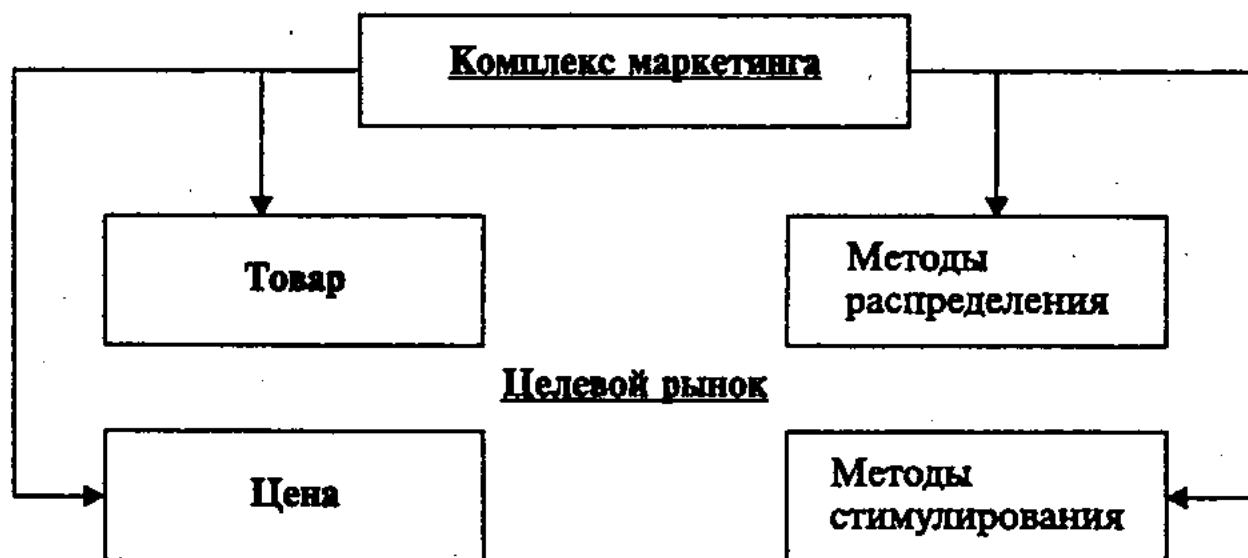 Комплекс маркетинга
Товар
Методы
распределения
Целевой рынок
Цена
Методы
стимулирования